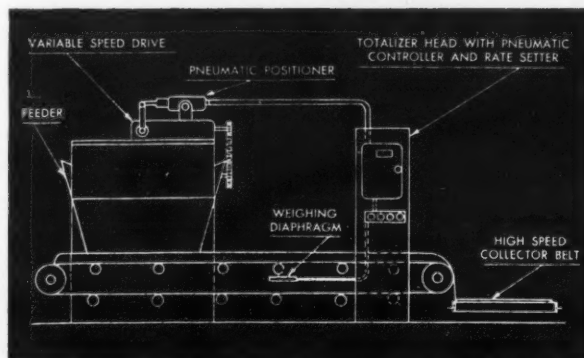 VARIABLE SPEED DRIVE
TOTALIZER HEAD WITH PNEUMATIC
CONTROLLER AND RATE SETTER
PNEUMATIC POSITIONER
FEEDER
WEIGHING
DIAPHRAGM
HIGH SPEED
COLLECTOR BELT